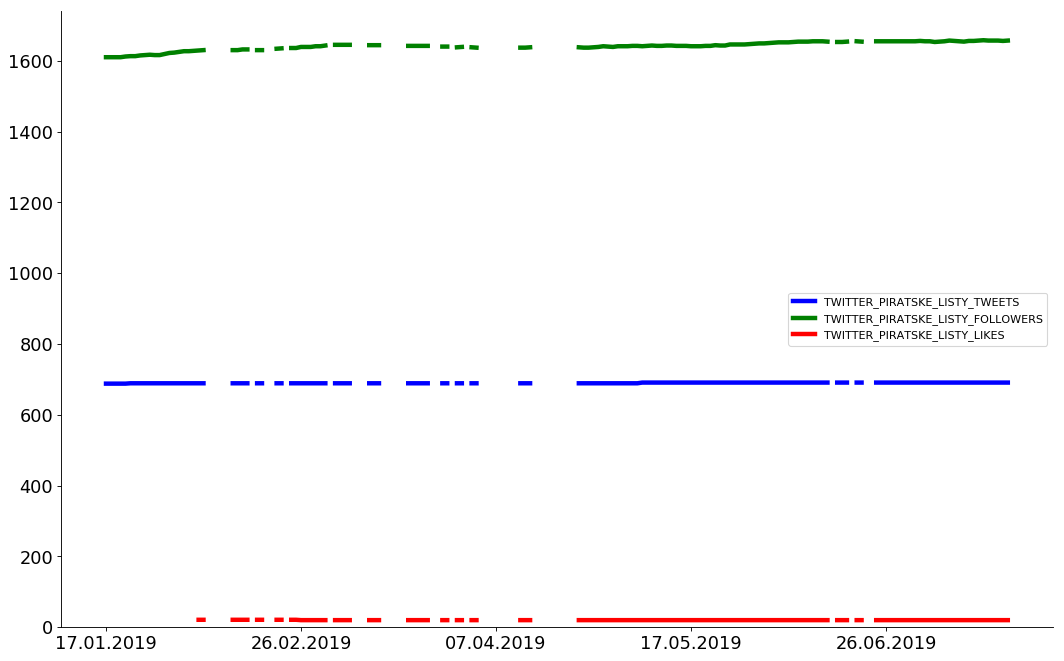 1600
1400
1200
1000
800
600
400
200
0
TWITTER_PIRATSKE_LISTY_TWEETS
TWITTER_PIRATSKE_LISTY_FOLLOWERS
TWITTER_PIRATSKE_LISTY_LIKES
17.01.2019 26.02.2019 07.04.2019 17.05.2019 26.06.2019